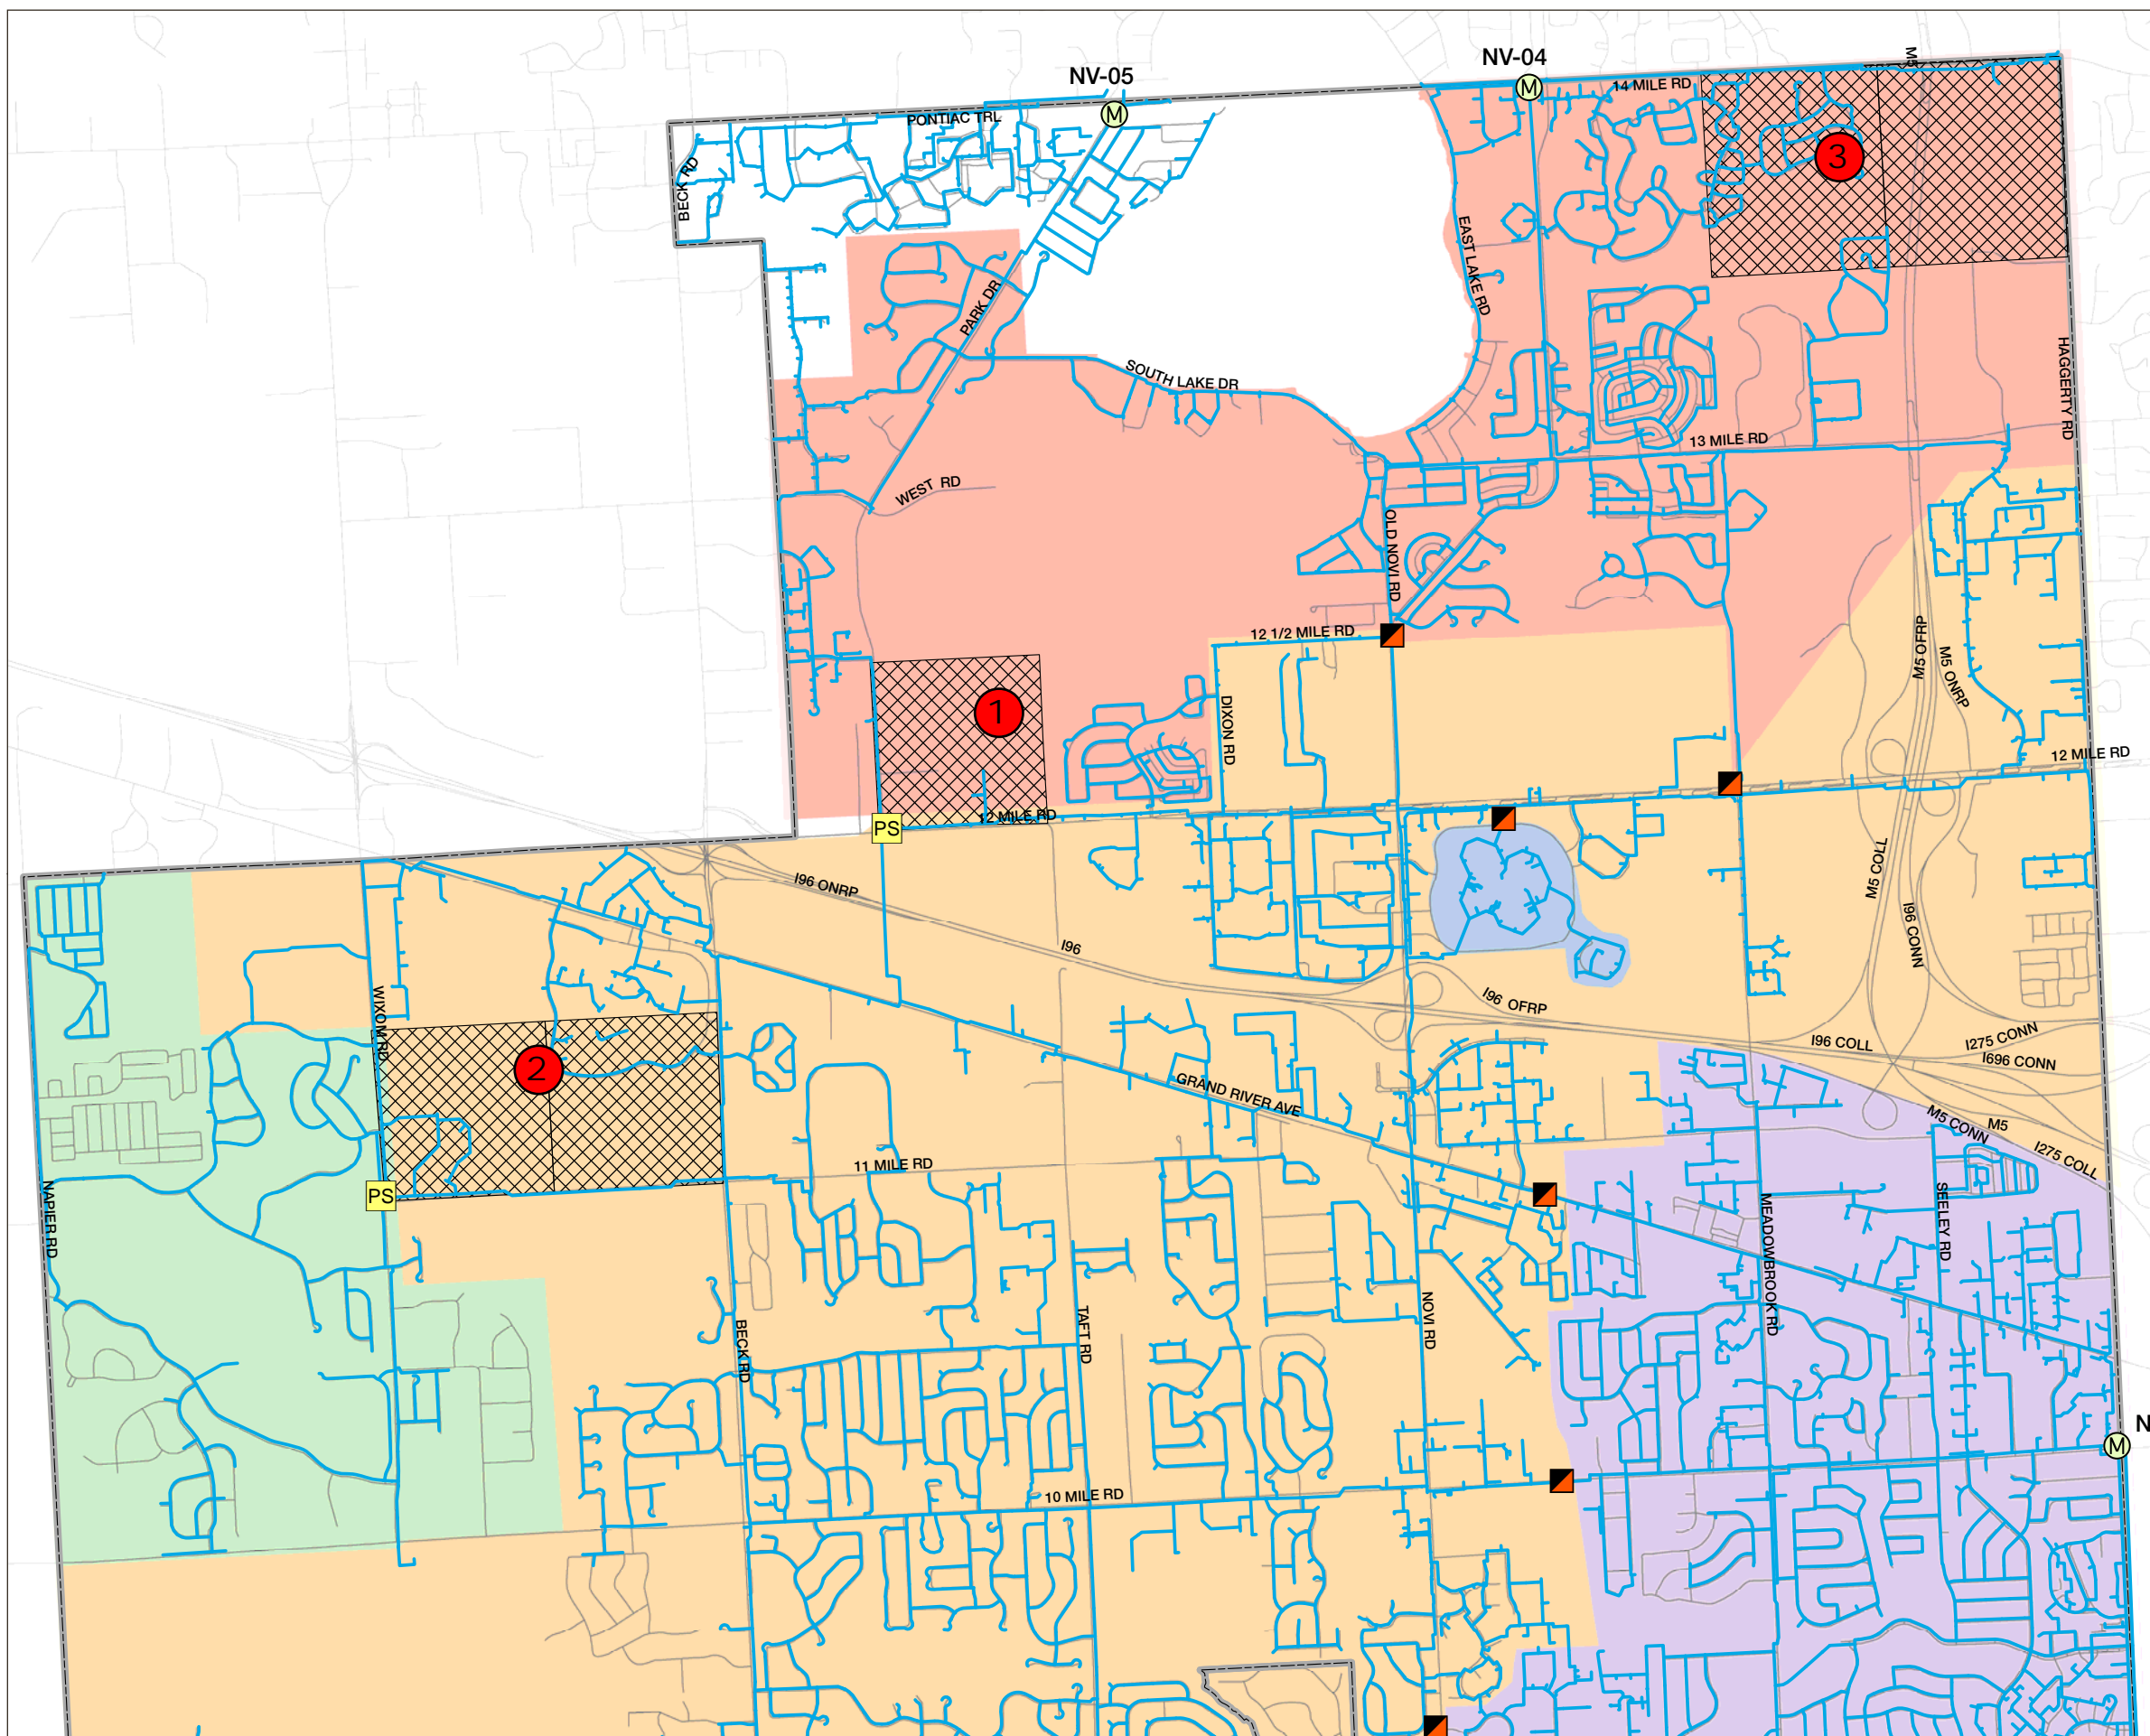 NV-04
NV-05
M5
14 MILE RD
PONTIAC TRL
M
M
3
BECK RD
EAST LAKE RD
PARK DR
HAGGERTY RD
SOUTH LAKE DR
13 MILE RD
WEST RD
OLD NOVI RD
12 1/2 MILE RD
M5 OFRP
M5 ONRP
1
DIXON RD
12 MILE RD
12 MILE RD
PS
I96 ONRP
M5 COLL
I96 CONN
I96
I96 OFRP
WIXOM RD
I96 COLL
I275 CONN
I696 CONN
2
GRAND RIVER AVE
M5 CONN
M5
I275 COLL
11 MILE RD
PS
NAPIER RD
SEELEY RD
MEADOWBROOK RD
BECK RD
TAFT RD
NOVI RD
N
M
10 MILE RD